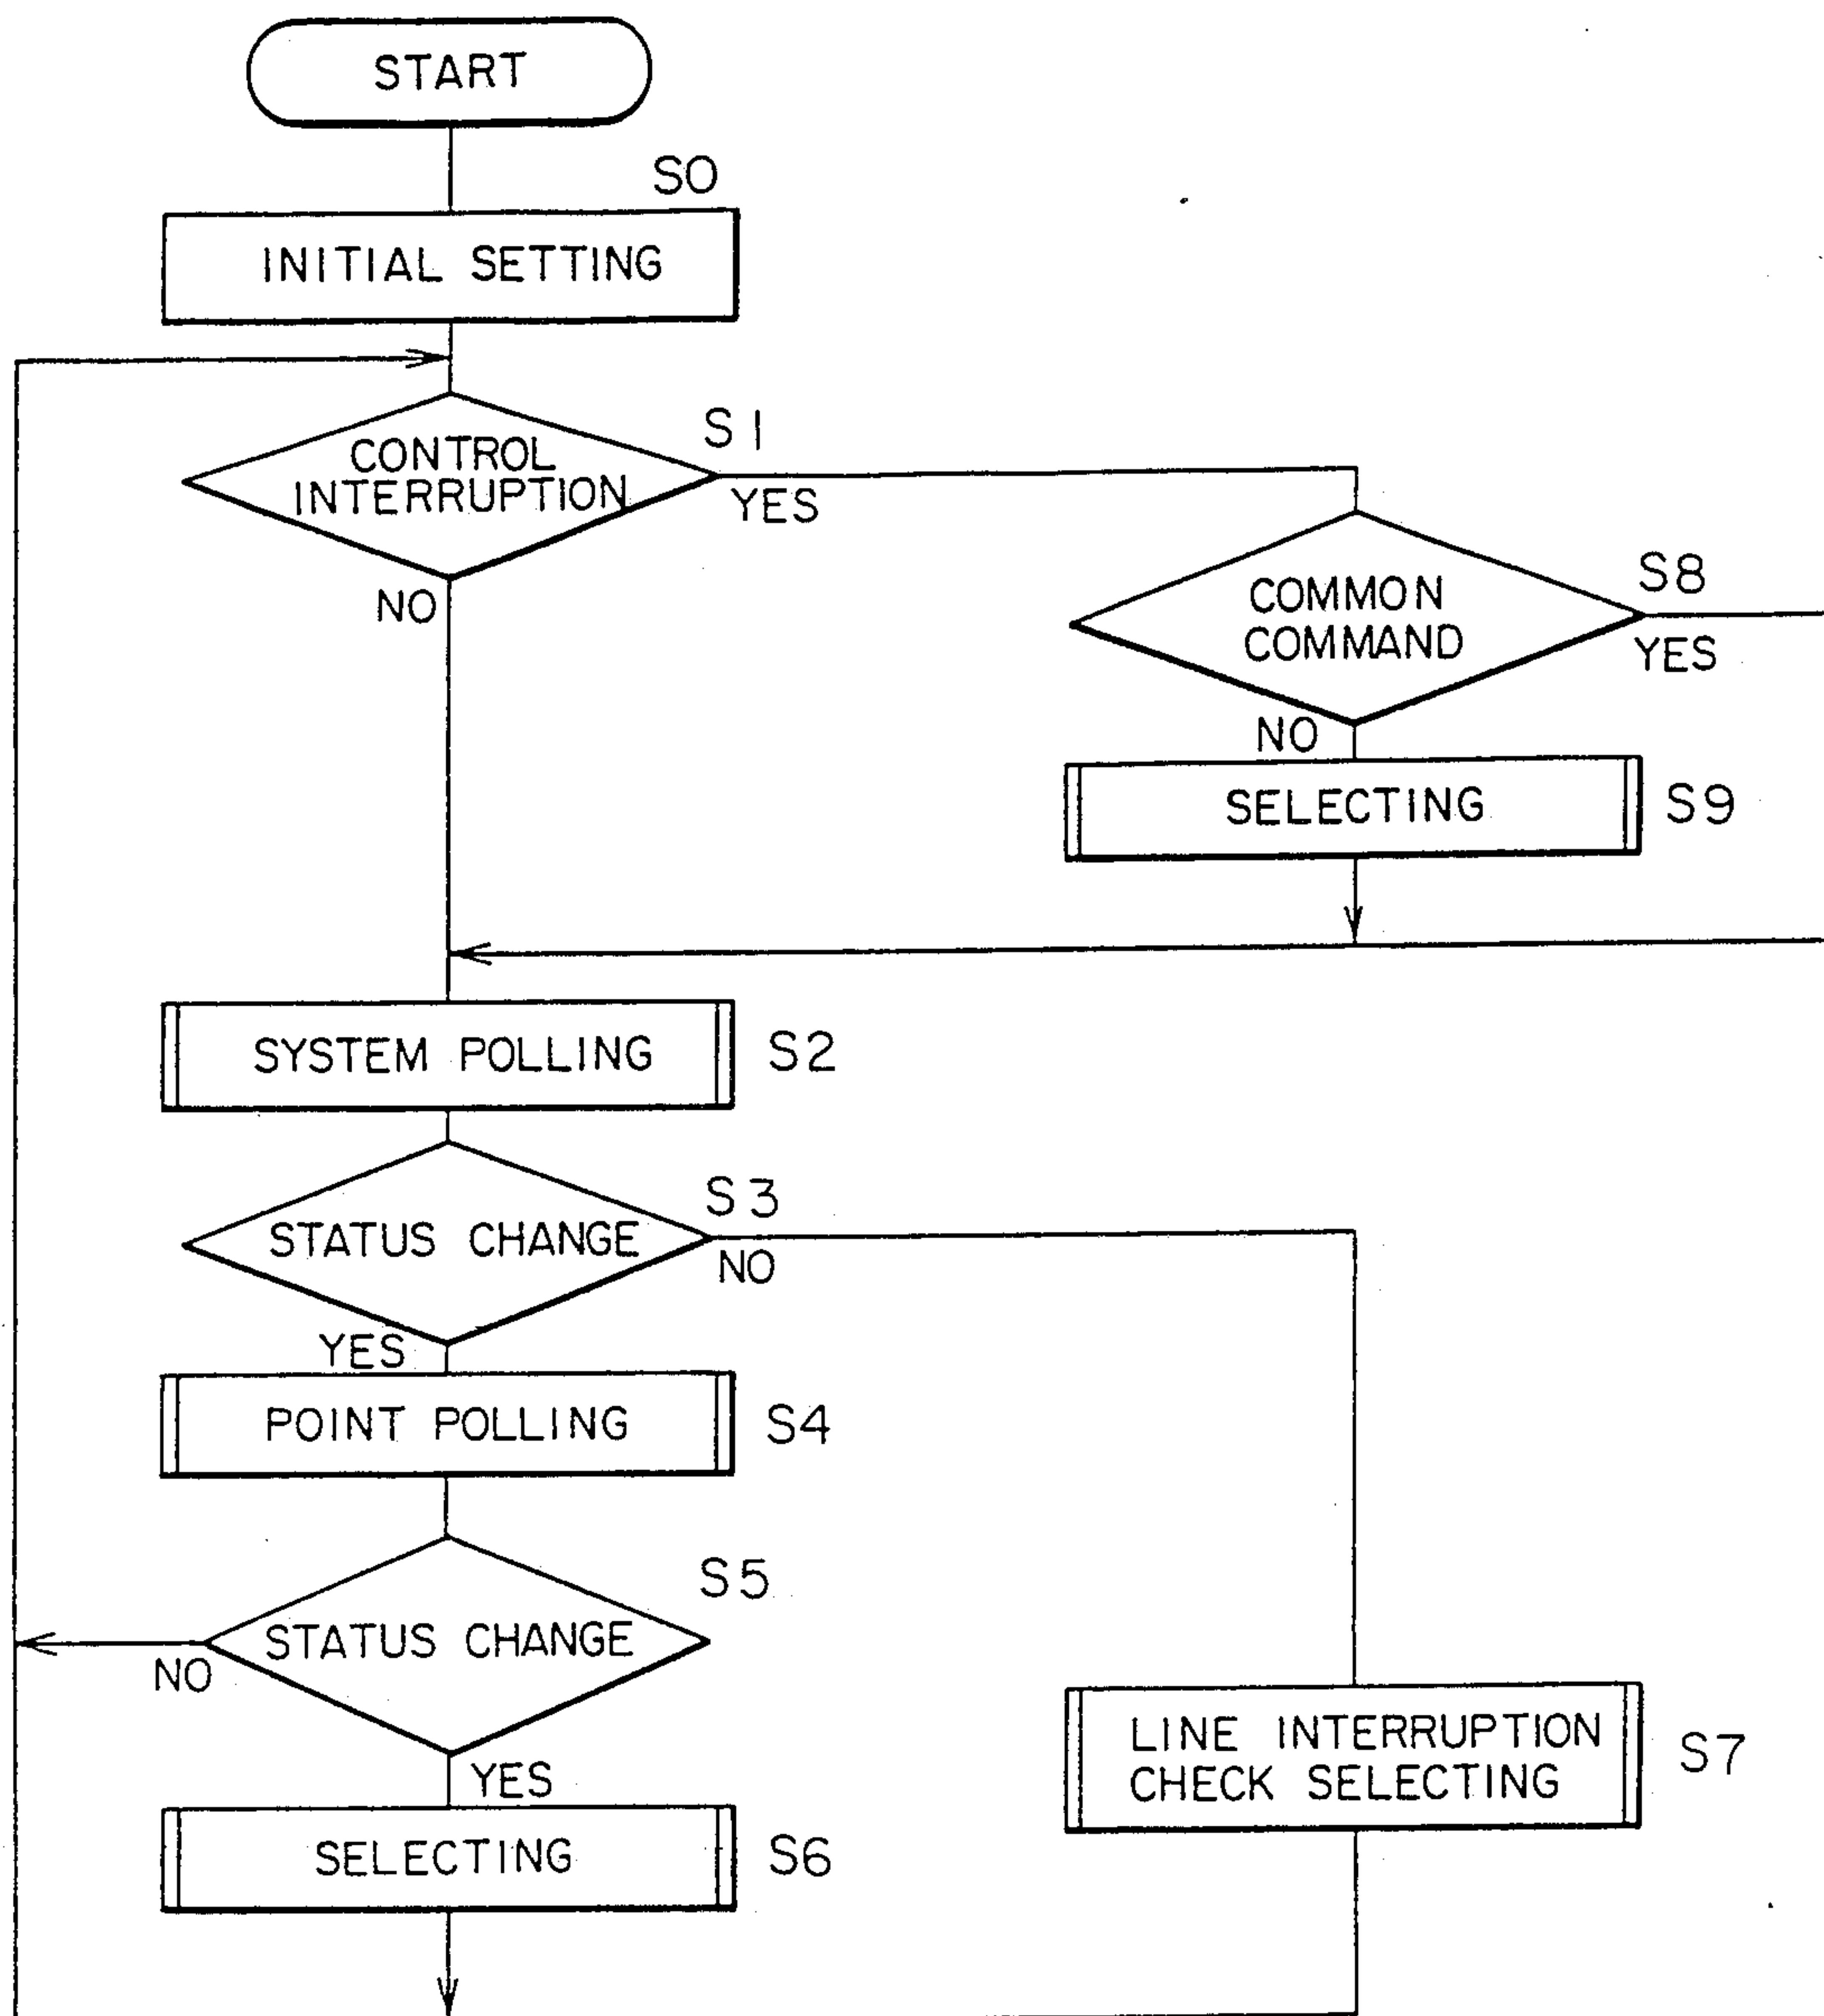 START
S0
INITIAL SETTING
S1
CONTROL
INTERRUPTION
YES
NO
S8
COMMON
COMMAND
YES
NO
SELECTING
S9
SYSTEM POLLING
S2
S3
STATUS CHANGE
NO
YES
POINT POLLING
S4
S5
STATUS CHANGE
NO
YES
LINE INTERRUPTION
CHECK SELECTING
S7
SELECTING
S6